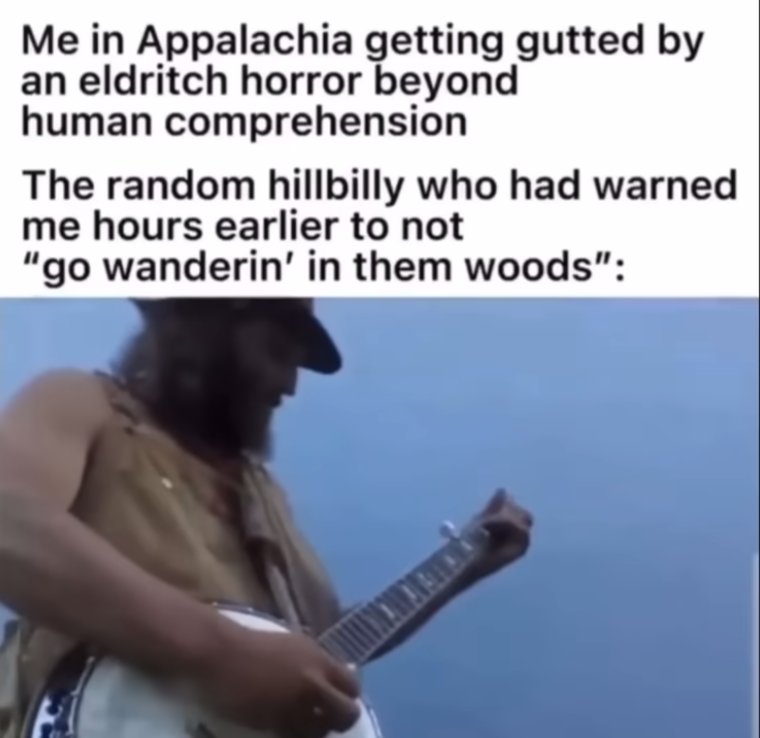 Me in Appalachia getting gutted by
an eldritch horror beyond
human comprehension
The random hillbilly who had warned
me hours earlier to not
“go wanderin’ in them woods”: